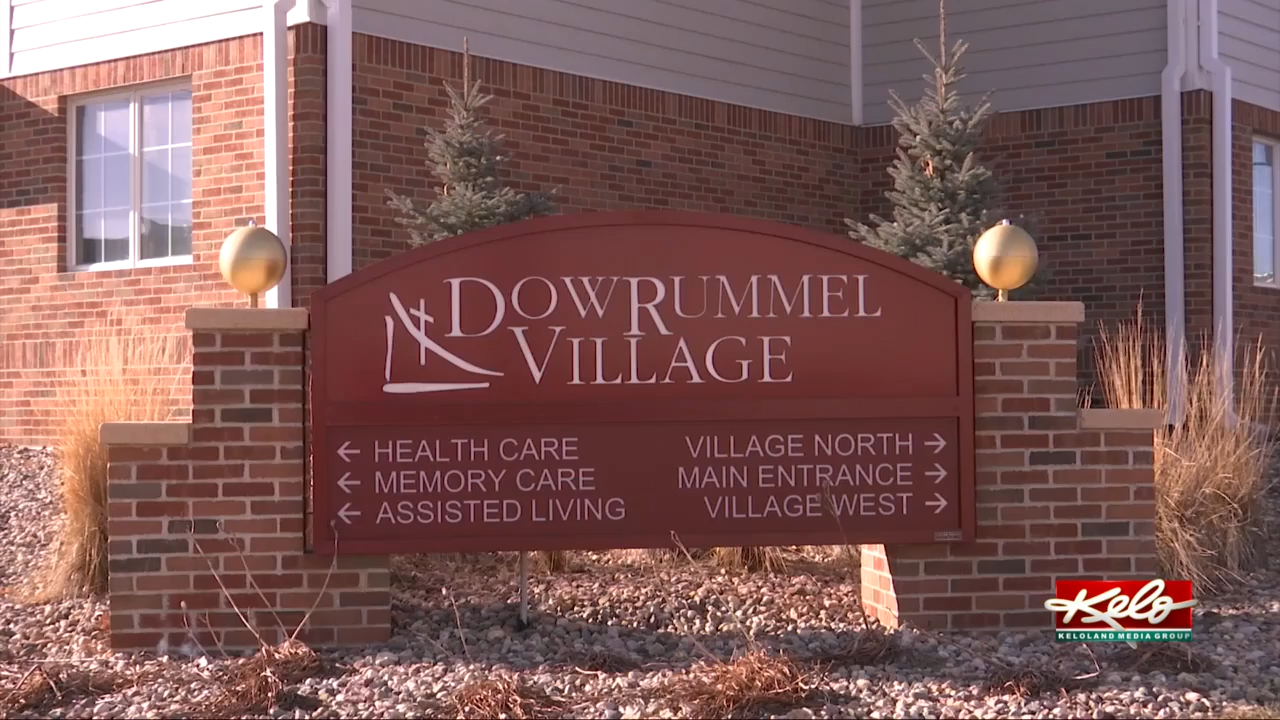 DOWRUMMEL
VILLAGE
← HEALTH CARE
← MEMORY CARE
← ASSISTED LIVING
VILLAGE NORTH →
MAIN ENTRANCE →
VILLAGE WEST →
Kelo
KELOLAND MEDIA GROUP